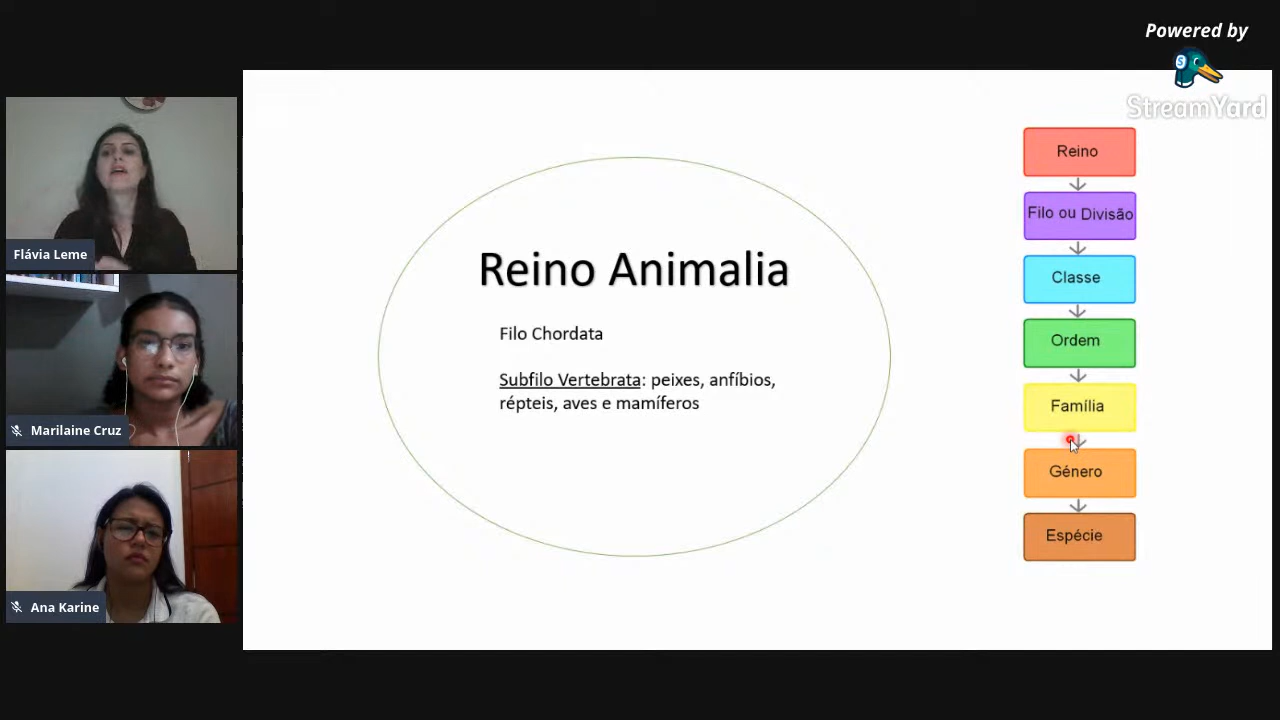 Powered by
StreamYard
Flávia Leme
Marilaine Cruz
Ana Karine
Reino Animalia
Filo Chordata
Subfilo Vertebrata: peixes, anfíbios,
répteis, aves e mamíferos
Reino
Filo ou Divisão
Classe
Ordem
Família
Género
Espécie